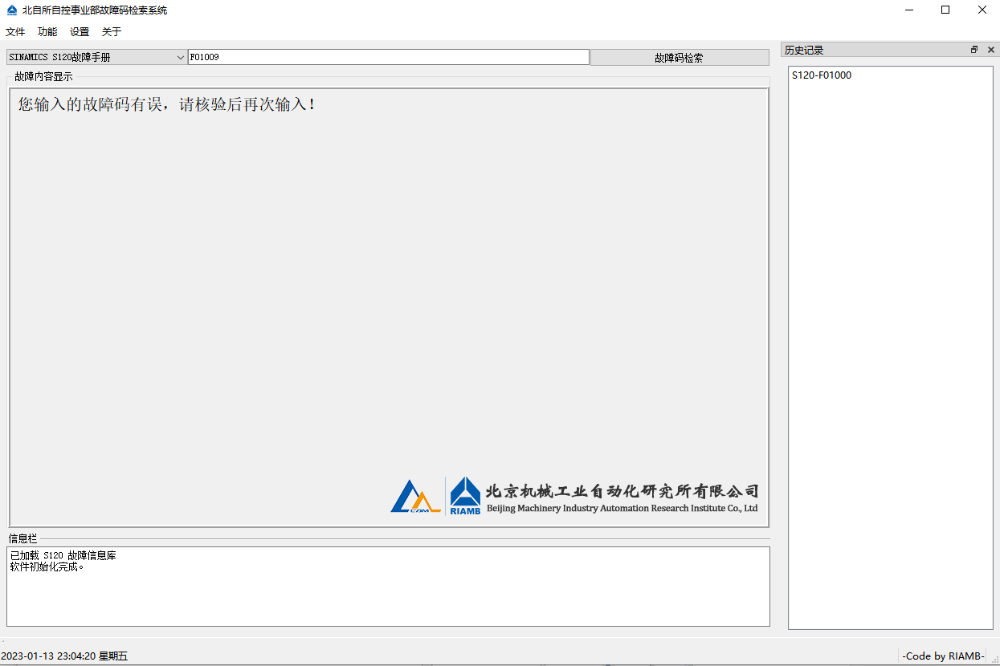 北自所自控事业部故障码检索系统
文件 功能 设置 关于
SINAMICS S120故障手册 F01009 故障码检索
历史记录
S120-F01000
故障内容显示
您输入的故障码有误，请核验后再次输入！
CAM
RIAMB
北京机械工业自动化研究所有限公司
Beijing Machinery Industry Automation Research Institute Co., Ltd
信息栏
已加载 S120 故障信息库
软件初始化完成。
2023-01-13 23:04:20 星期五
-Code by RIAMB-